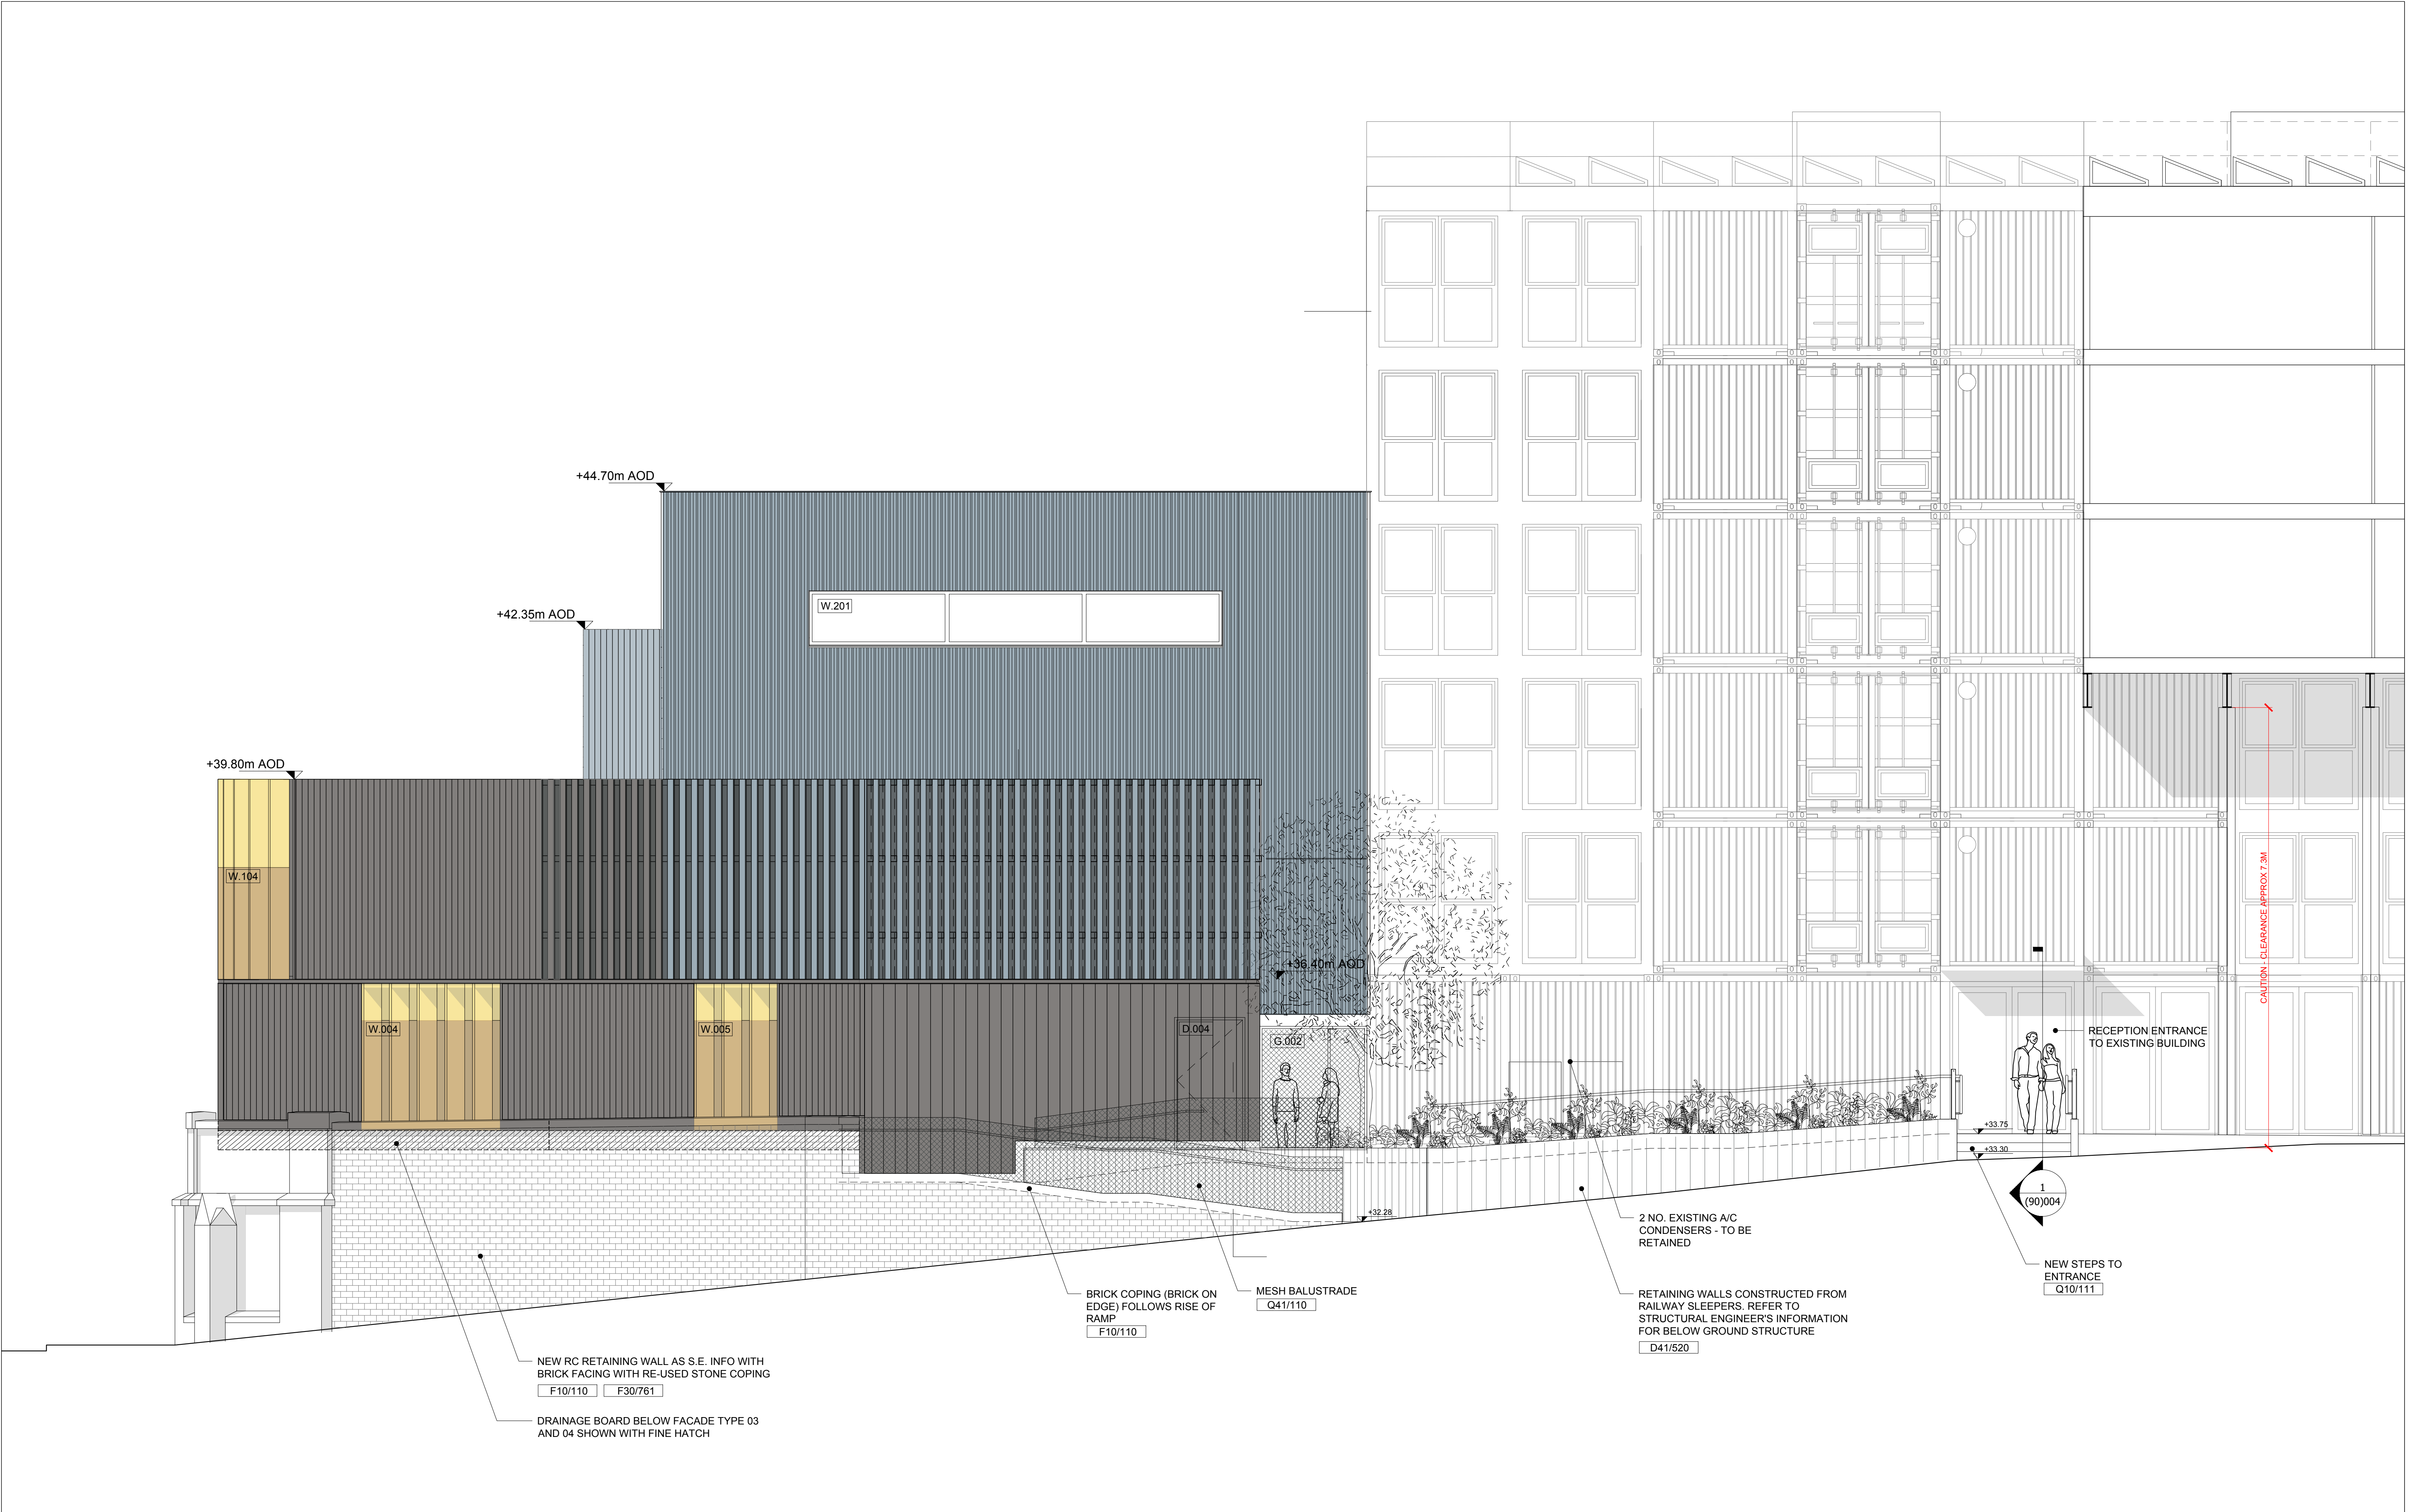 +44.70m AOD
W.201
+42.35m AOD
+39.80m AOD
W.104
+36.40m AOD
W.004
W.005
D.004
G.002
CAUTION - CLEARANCE APPROX 7.3M
RECEPTION ENTRANCE
TO EXISTING BUILDING
+33.75
+33.30
1
(90)004
+32.28
2 NO. EXISTING A/C
CONDENSERS - TO BE
RETAINED
NEW STEPS TO
ENTRANCE
Q10/111
BRICK COPING (BRICK ON
EDGE) FOLLOWS RISE OF
RAMP
F10/110
MESH BALUSTRADE
Q41/110
RETAINING WALLS CONSTRUCTED FROM
RAILWAY SLEEPERS. REFER TO
STRUCTURAL ENGINEER'S INFORMATION
FOR BELOW GROUND STRUCTURE
D41/520
NEW RC RETAINING WALL AS S.E. INFO WITH
BRICK FACING WITH RE-USED STONE COPING
F10/110 F30/761
DRAINAGE BOARD BELOW FACADE TYPE 03
AND 04 SHOWN WITH FINE HATCH